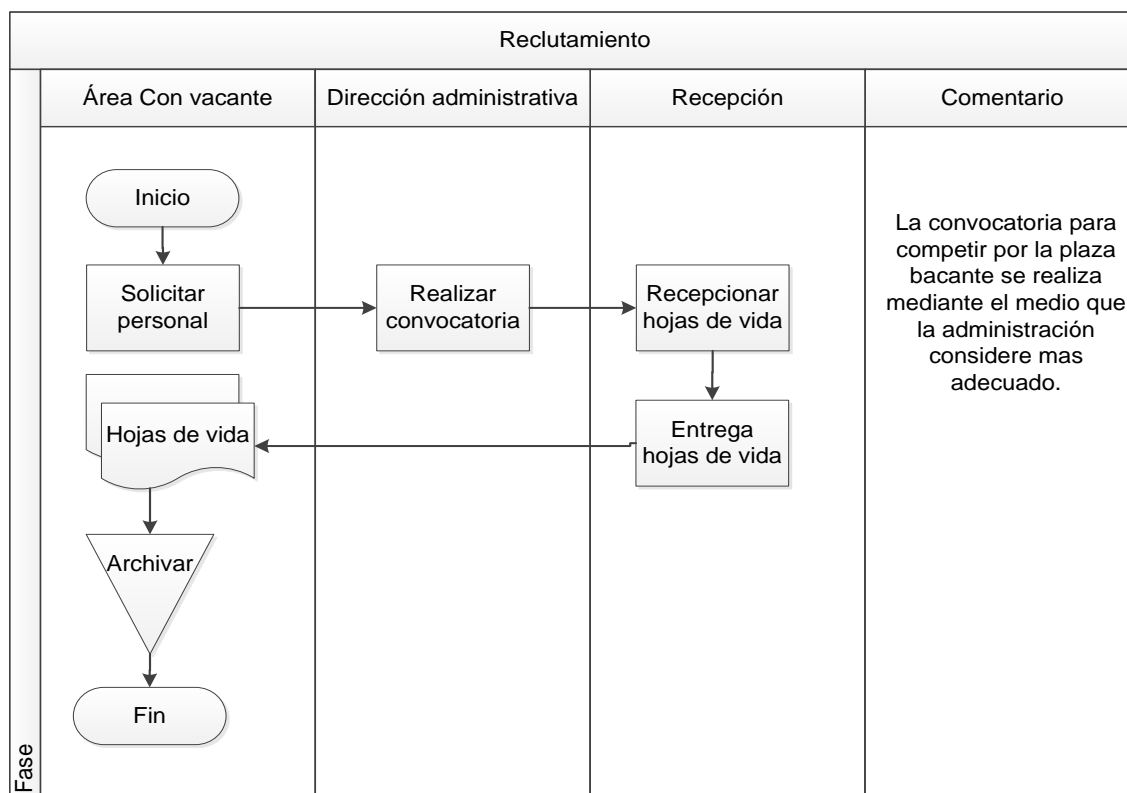 Reclutamiento
Área Con vacante
Dirección administrativa
Recepción
Comentario
Inicio
Solicitar
personal
Realizar
convocatoria
Recepcionar
hojas de vida
La convocatoria para
competir por la plaza
bacante se realiza
mediante el medio que
la administración
considere mas
adecuado.
Hojas de vida
Entrega
hojas de vida
Archivar
Fin
Fase